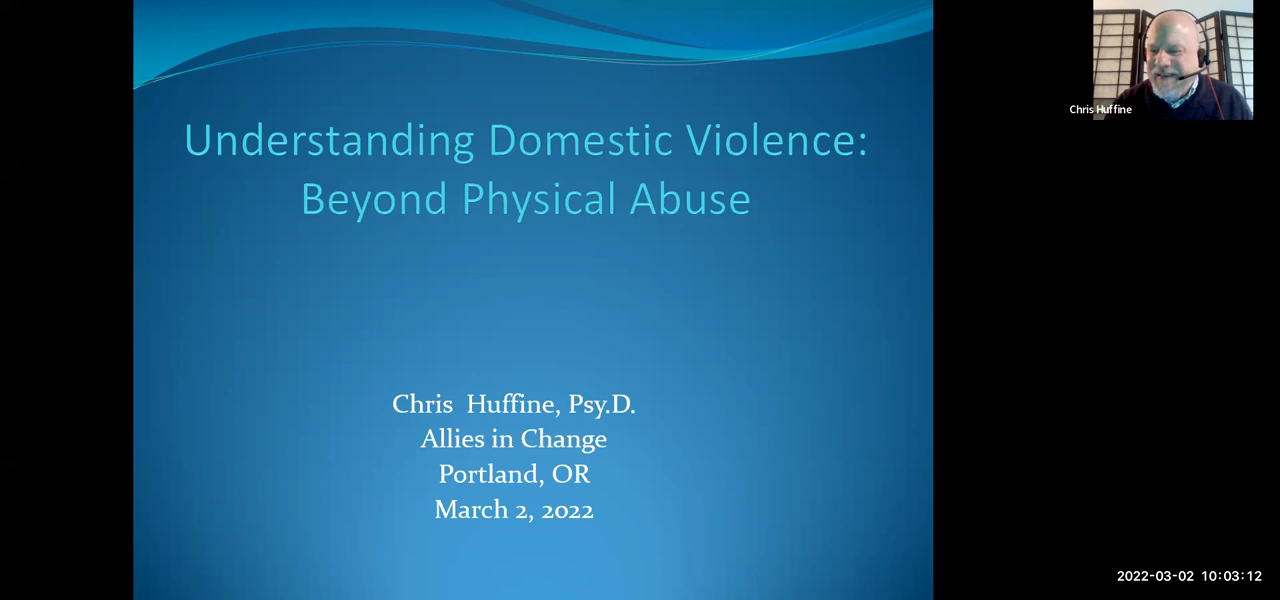 Understanding Domestic Violence:
Beyond Physical Abuse
Chris Huffine, Psy.D.
Allies in Change
Portland, OR
March 2, 2022
Chris Huffine
2022-03-02 10:03:12